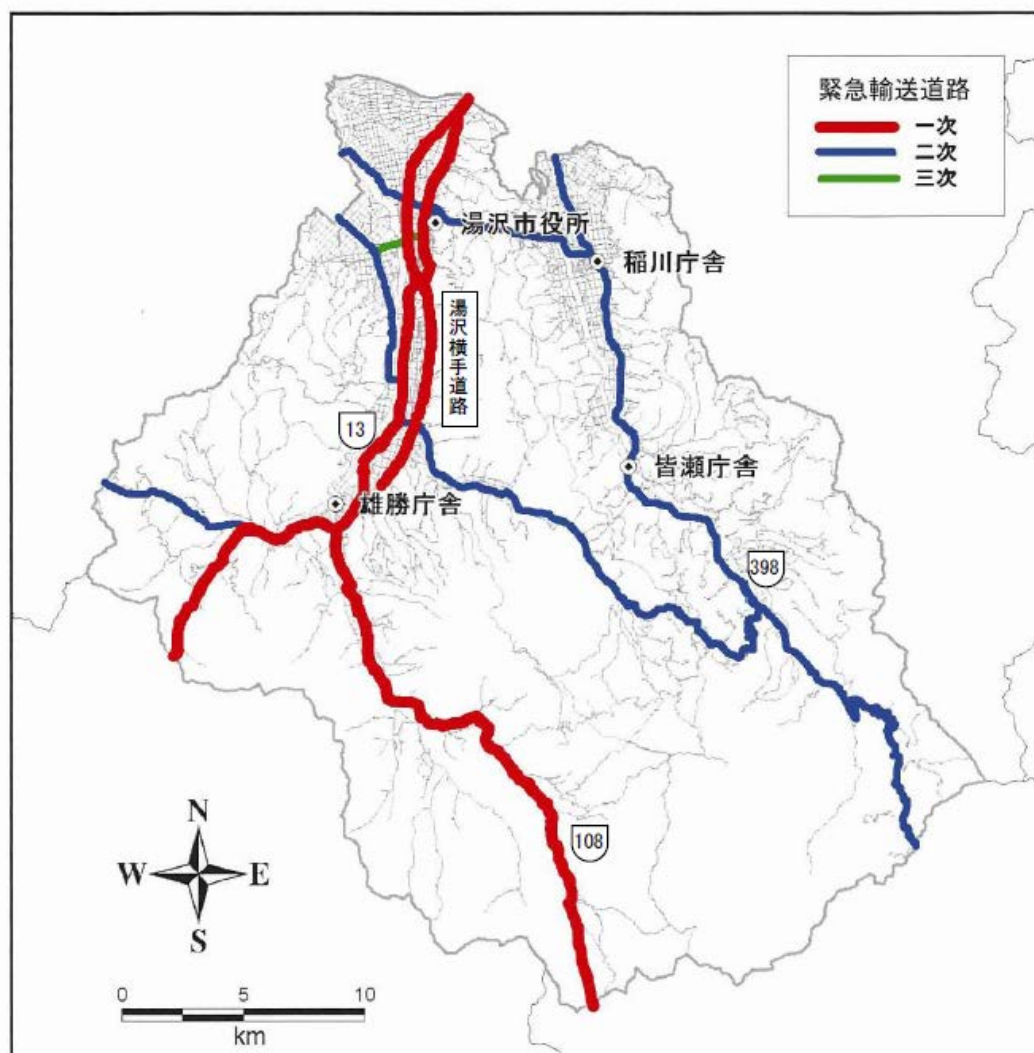 緊急輸送道路
一次
二次
三次
湯沢市役所
稲川庁舎
湯沢横手道路
13
皆瀬庁舎
雄勝庁舎
398
108
N
W E
S
0 5 10
km